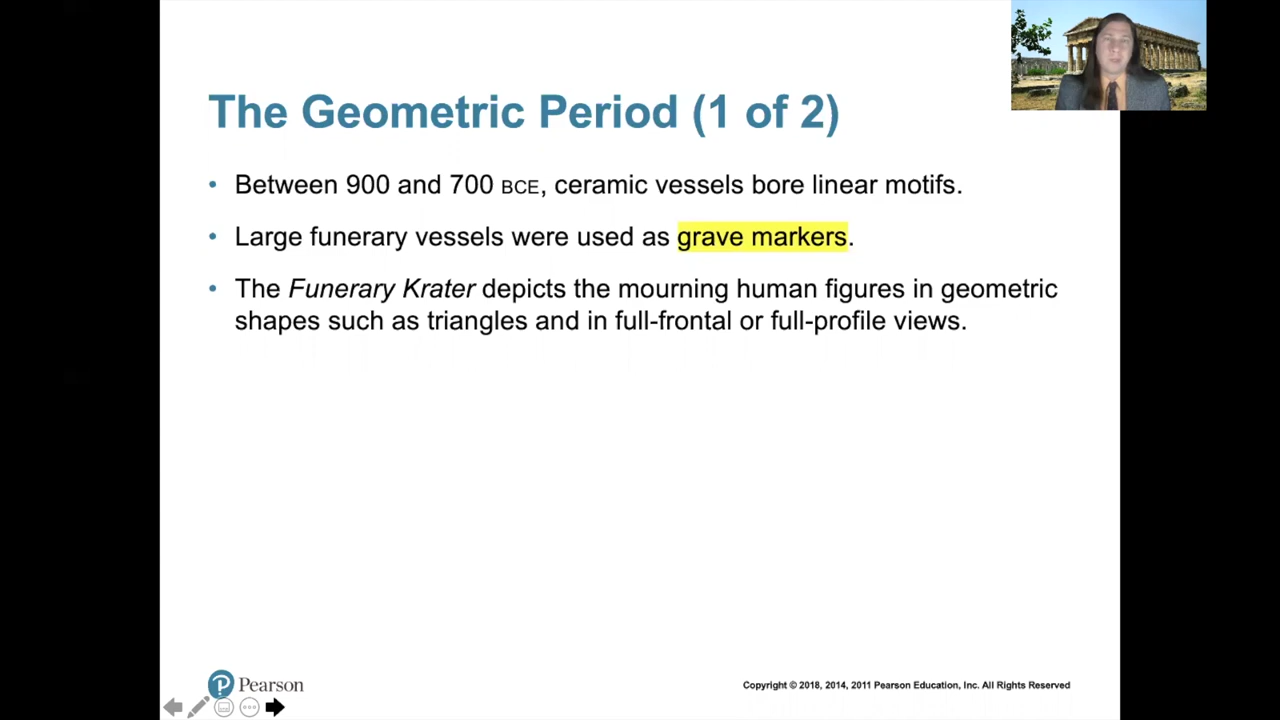 The Geometric Period (1 of 2)
• Between 900 and 700 BCE, ceramic vessels bore linear motifs.
• Large funerary vessels were used as grave markers.
• The Funerary Krater depicts the mourning human figures in geometric
shapes such as triangles and in full-frontal or full-profile views.
Pearson
Copyright © 2018, 2014, 2011 Pearson Education, Inc. All Rights Reserved